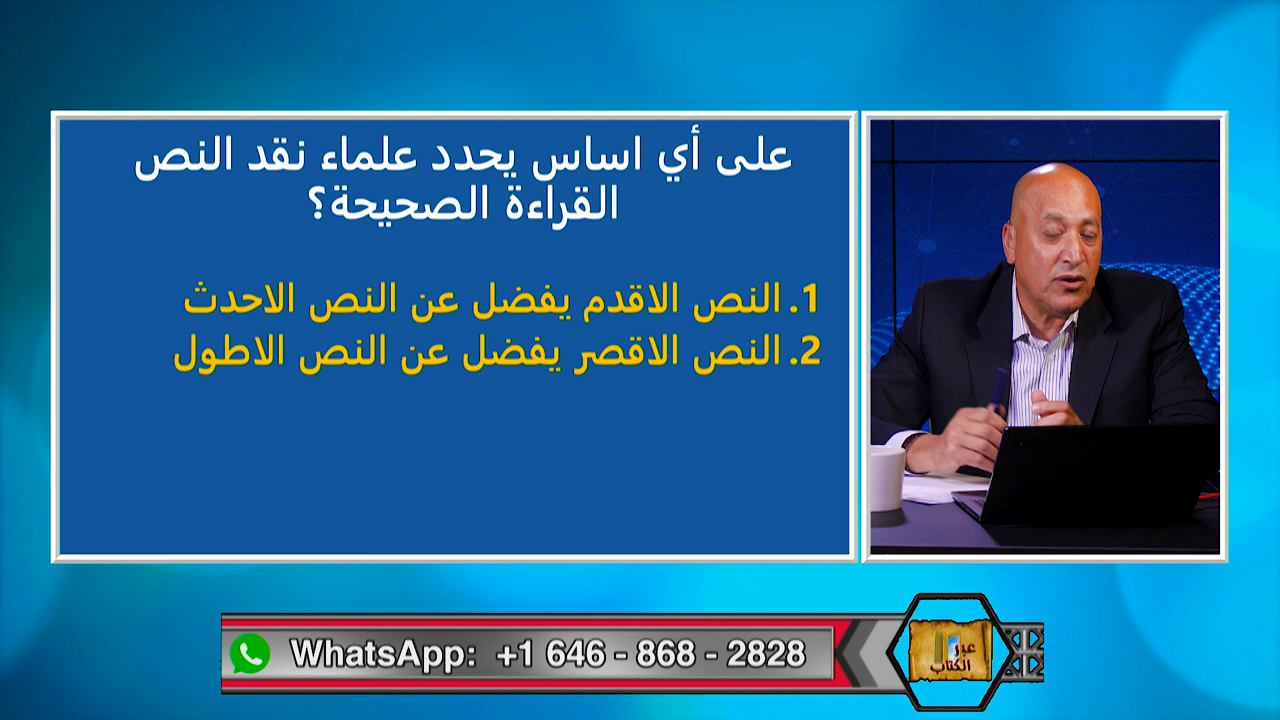 على أي اساس يحدد علماء نقد النص
القراءة الصحيحة؟
1. النص الاقدم يفضل عن النص الاحدث
2. النص الاقصر يفضل عن النص الاطول
WhatsApp: +1 646 - 868 - 2828
عبر
الكتاب